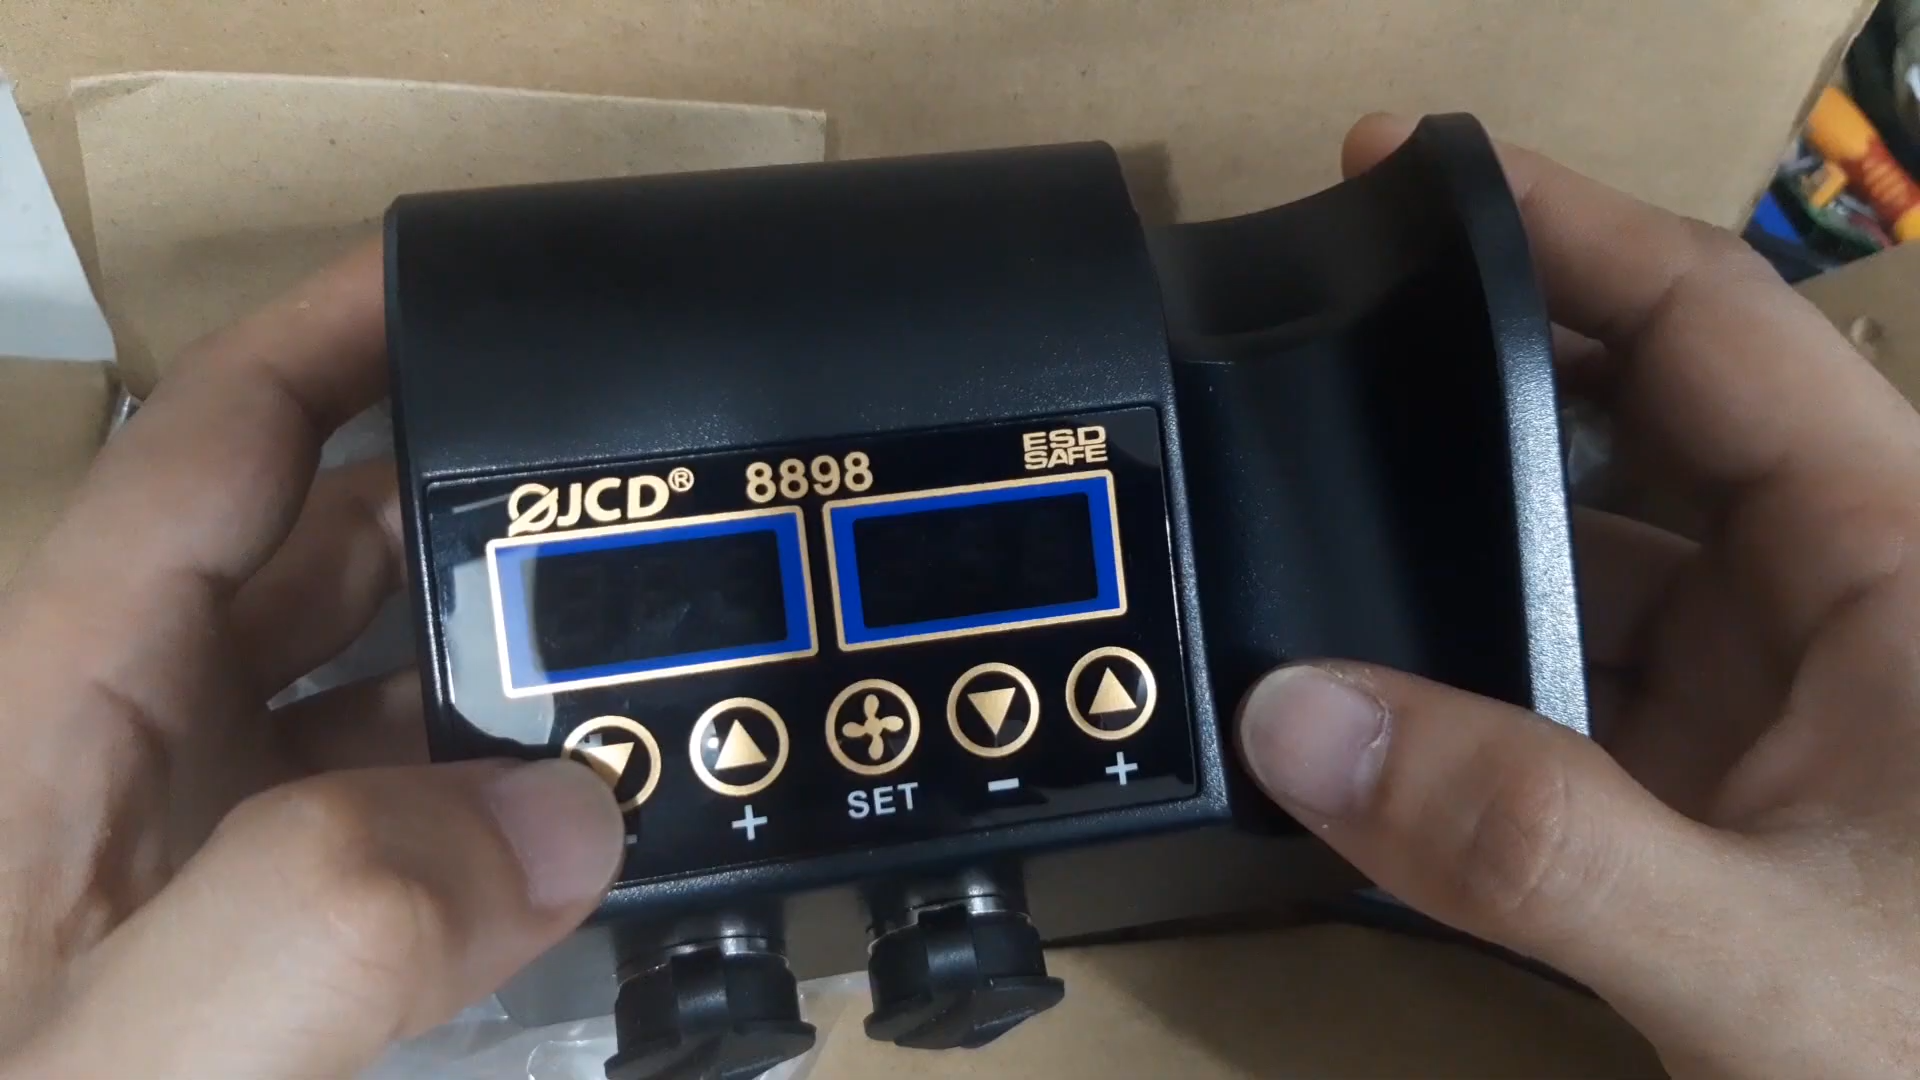 JCD®
8898
ESD
SAFE
- + SET - +